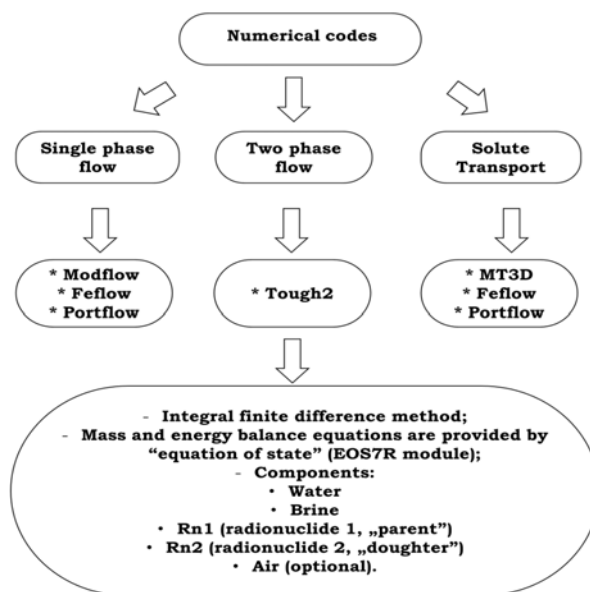 Numerical codes
Single phase
flow
Two phase
flow
Solute
Transport
* Modflow
* Feflow
* Portflow
* Tough2
* MT3D
* Feflow
* Portflow
- Integral finite difference method;
- Mass and energy balance equations are provided by
“equation of state” (EOS7R module);
- Components:
• Water
• Brine
• Rn1 (radionuclide 1, „parent”)
• Rn2 (radionuclide 2, „doughter”)
• Air (optional).